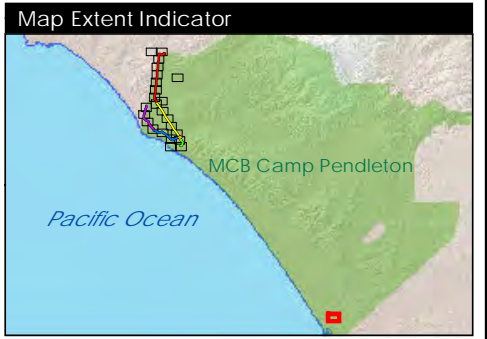 Map Extent Indicator
MCB Camp Pendleton
Pacific Ocean